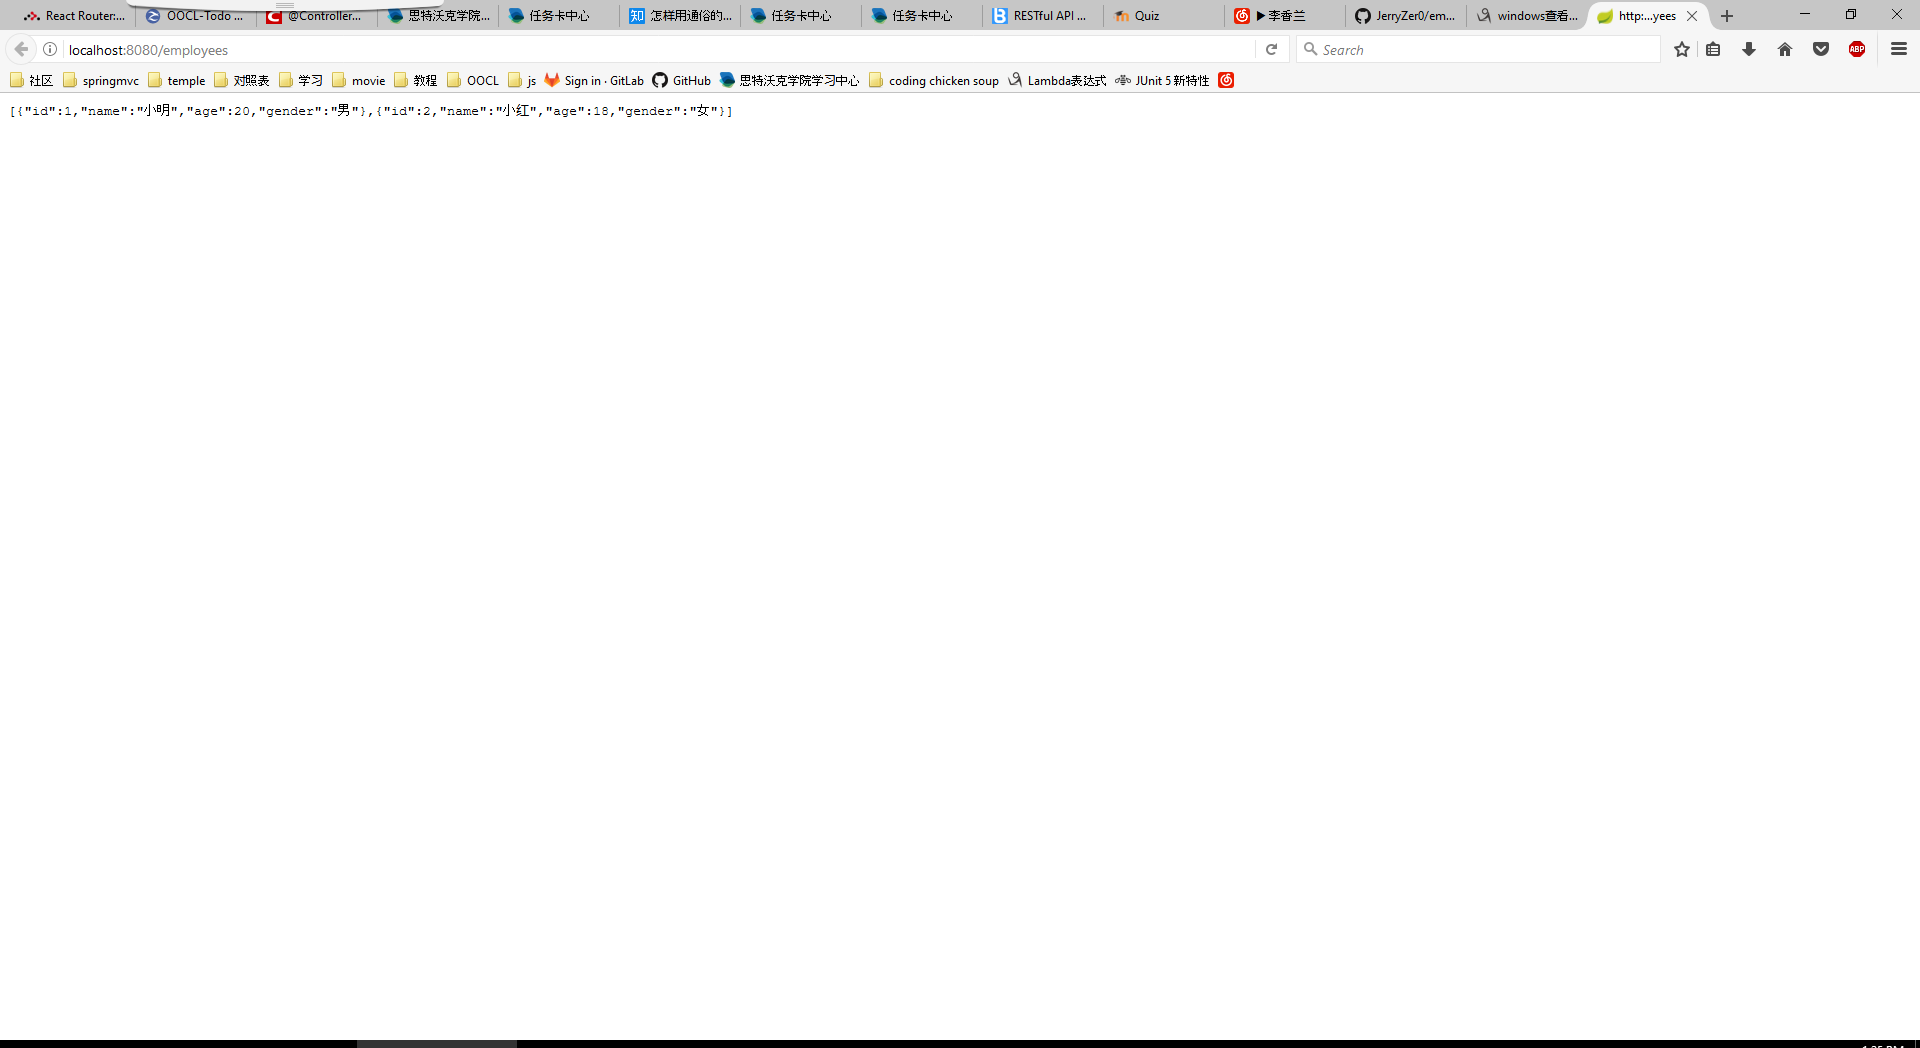 React Router:...
OOCL-Todo ...
@Controller...
思特沃克学院...
任务卡中心
怎样用通俗的...
任务卡中心
任务卡中心
RESTful API ...
Quiz
▶李香兰
JerryZer0/em...
windows查看...
http:...yees
localhost:8080/employees
Search
社区 springmvc temple 对照表 学习 movie 教程 OOCL js Sign in · GitLab GitHub 思特沃克学院学习中心 coding chicken soup Lambda表达式 JUnit 5 新特性
[{"id":1,"name":"小明","age":20,"gender":"男"},{"id":2,"name":"小红","age":18,"gender":"女"}]